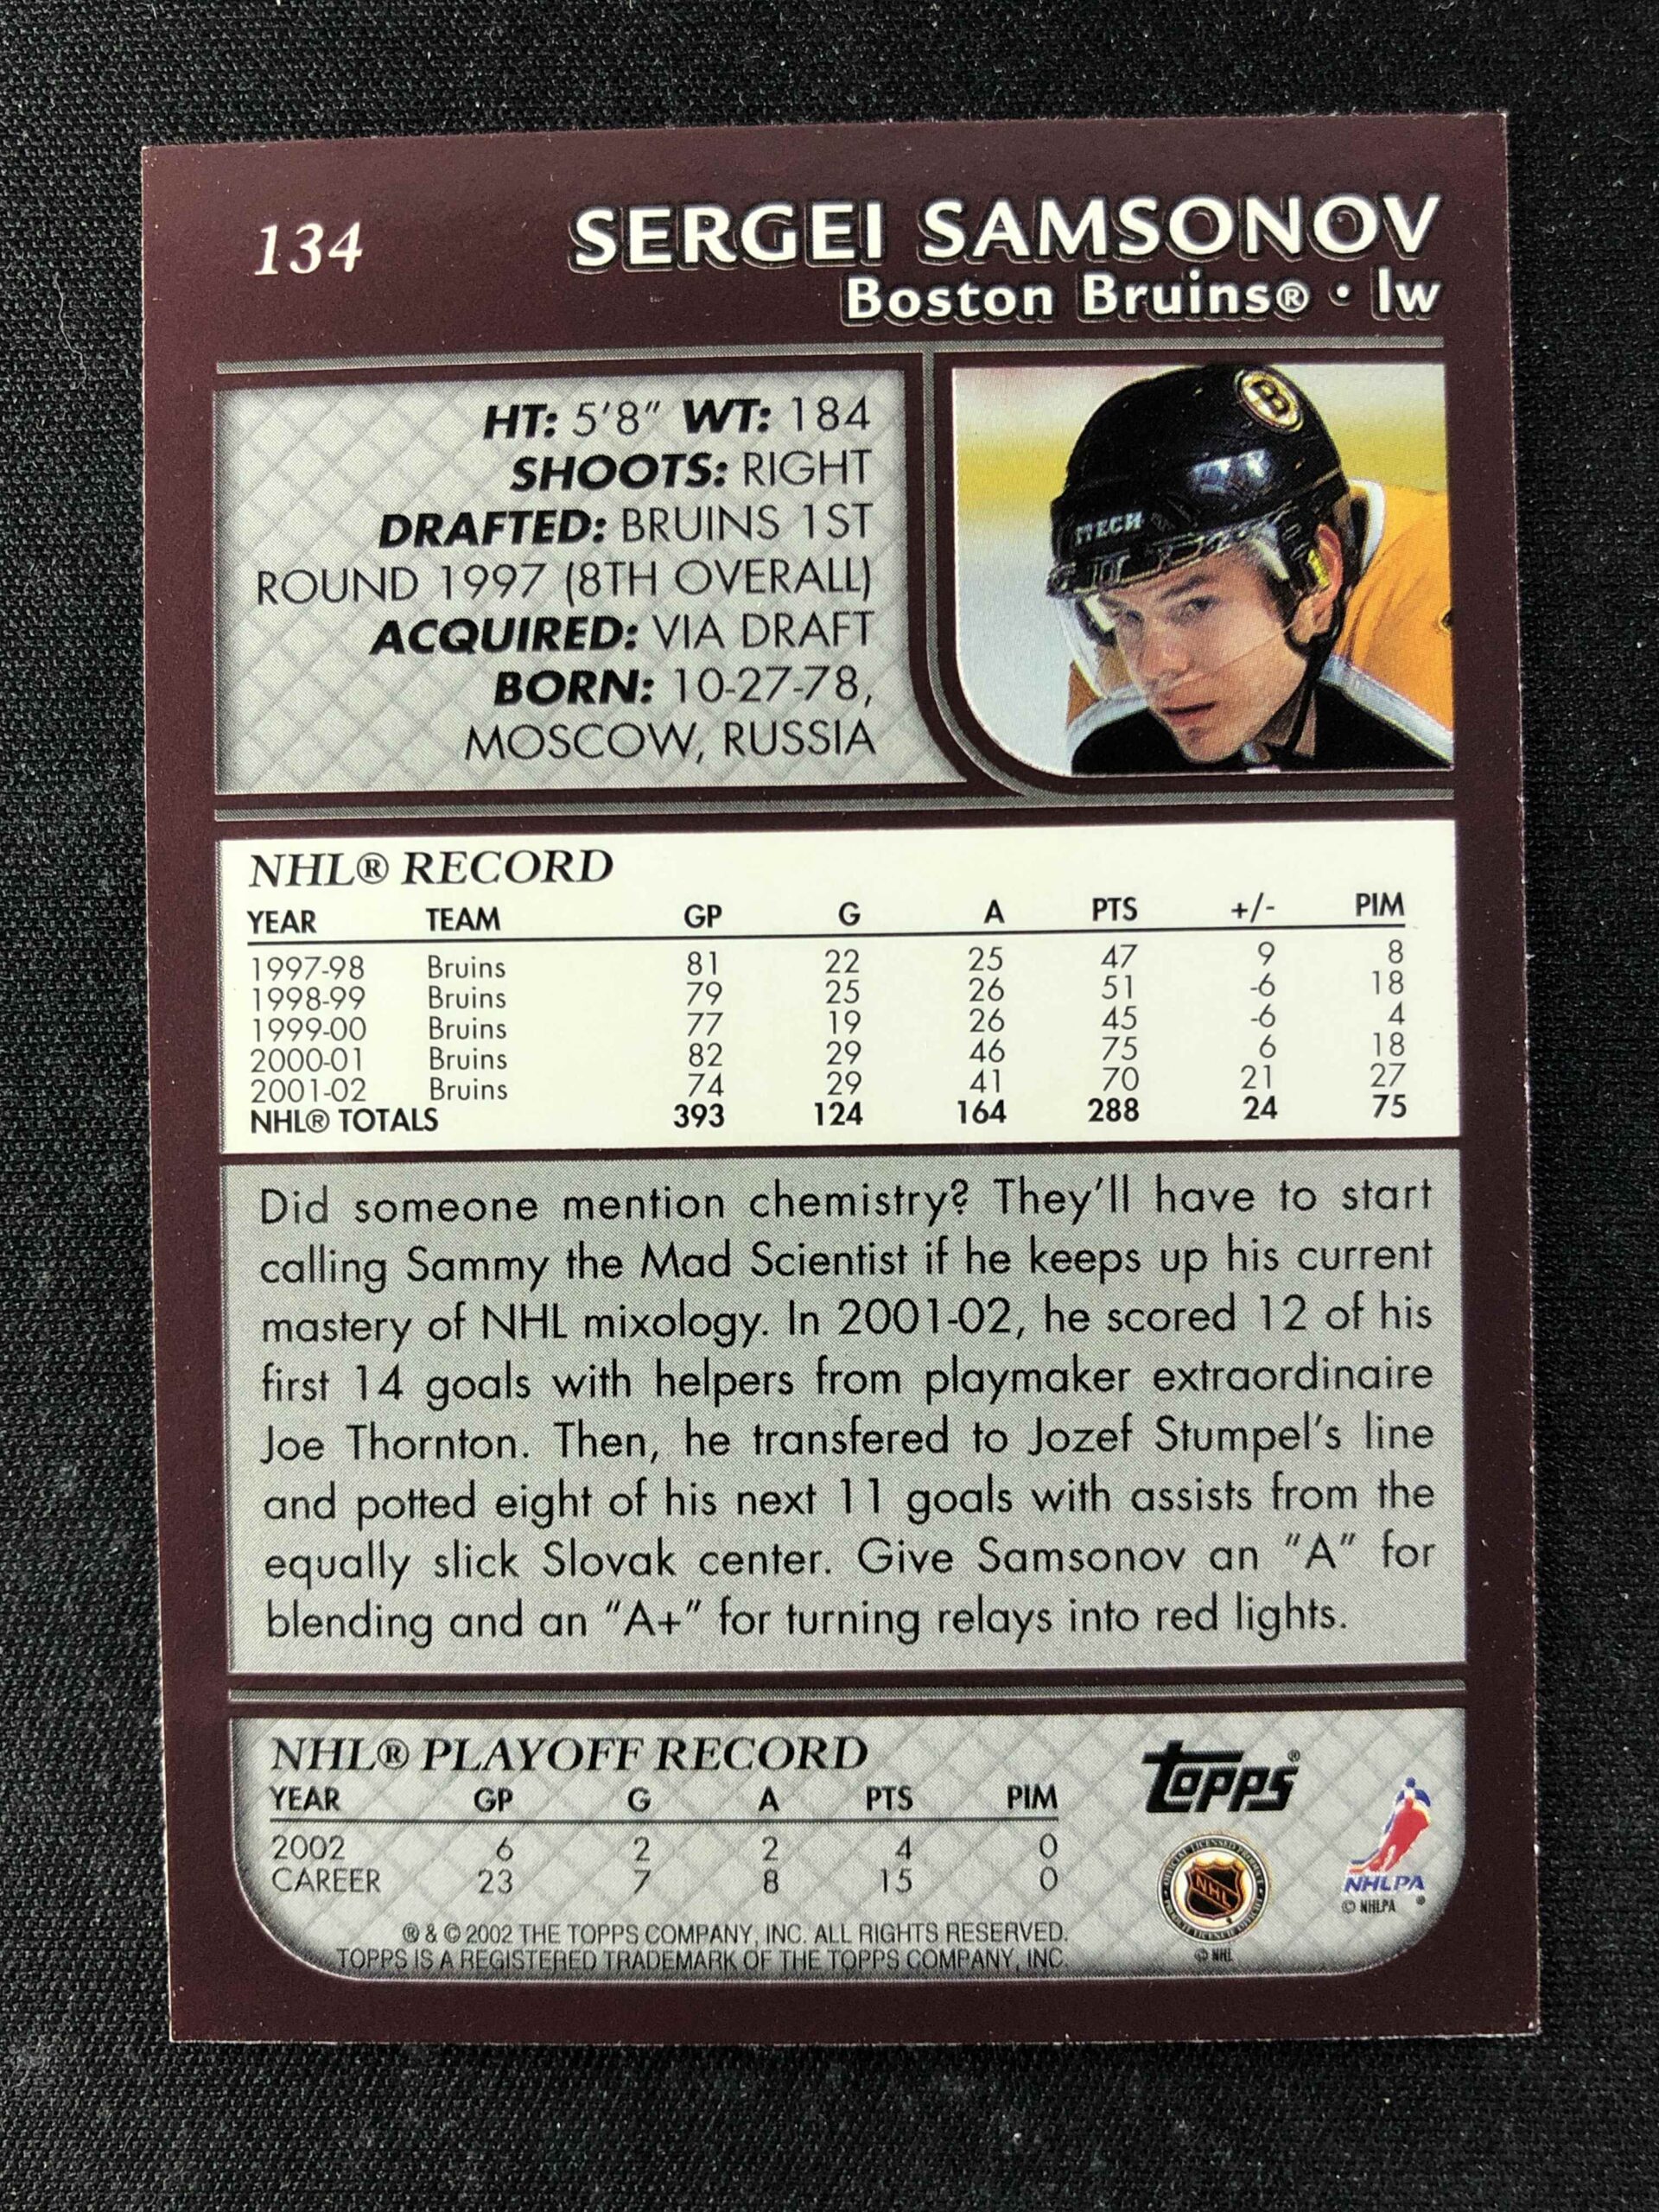 134
SERGEI SAMSONOV
Boston Bruins® • lw
HT: 5'8" WT: 184
SHOOTS: RIGHT
DRAFTED: BRUINS 1ST
ROUND 1997 (8TH OVERALL)
ACQUIRED: VIA DRAFT
BORN: 10-27-78,
MOSCOW, RUSSIA
B
ITECH
NHL® RECORD
YEAR TEAM GP G A PTS +/- PIM
1997-98 Bruins 81 22 25 47 9 8
1998-99 Bruins 79 25 26 51 -6 18
1999-00 Bruins 77 19 26 45 -6 4
2000-01 Bruins 82 29 46 75 6 18
2001-02 Bruins 74 29 41 70 21 27
NHL® TOTALS 393 124 164 288 24 75
Did someone mention chemistry? They'll have to start
calling Sammy the Mad Scientist if he keeps up his current
mastery of NHL mixology. In 2001-02, he scored 12 of his
first 14 goals with helpers from playmaker extraordinaire
Joe Thornton. Then, he transfered to Jozef Stumpel's line
and potted eight of his next 11 goals with assists from the
equally slick Slovak center. Give Samsonov an "A" for
blending and an "A+" for turning relays into red lights.
NHL® PLAYOFF RECORD
YEAR GP G A PTS PIM
2002 6 2 2 4 0
CAREER 23 7 8 15 0
® & © 2002 THE TOPPS COMPANY, INC. ALL RIGHTS RESERVED.
TOPPS IS A REGISTERED TRADEMARK OF THE TOPPS COMPANY, INC.
Topps®
NHL
© NHL
NHLPA
© NHLPA ®